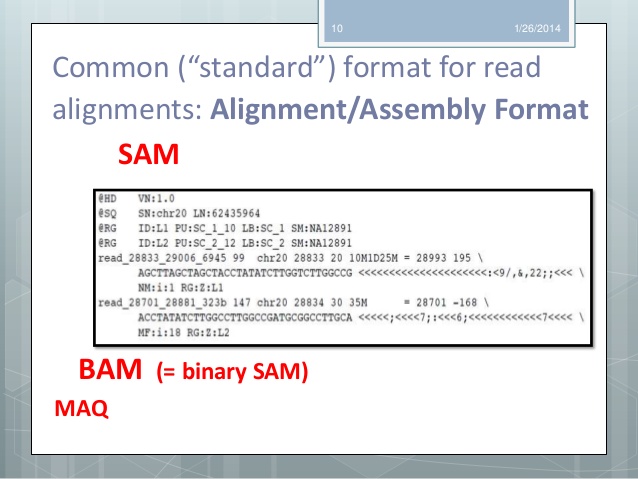 10 1/26/2014
Common (“standard”) format for read
alignments: Alignment/Assembly Format
SAM
@HD VN:1.0
@SQ SN:chr20 LN:62435964
@RG ID:L1 PU:SC_1_10 LB:SC_1 SM:NA12891
@RG ID:L2 PU:SC_2_12 LB:SC_2 SM:NA12891
read_28833_29006_6945 99 chr20 28833 20 10M1D25M = 28993 195 \
AGCTTAGCTAGCTACCTATATCTTGGTCTTGGCCG <<<<<<<<<<<<<<<<<<<<<:<9/,&,22;;<<< \
NM:i:1 RG:Z:L1
read_28701_28881_323b 147 chr20 28834 30 35M = 28701 -168 \
ACCTATATCTTGGCCTTGGCCGATGCGGCCTTGCA <<<<<;<<<<7;:<<<6;<<<<<<<<<<<<7<<<< \
MF:i:18 RG:Z:L2
BAM (= binary SAM)
MAQ